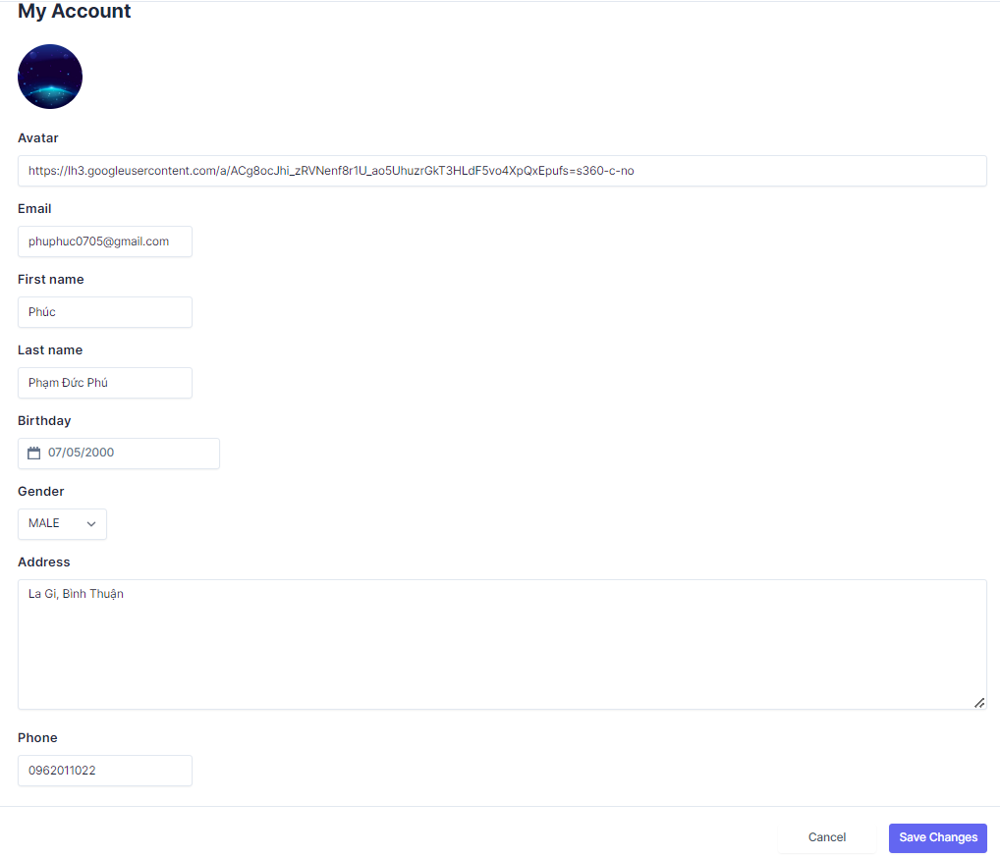 My Account
Avatar
https://lh3.googleusercontent.com/a/ACg8ocJhi_zRVNenf8r1U_ao5UhuzrGkT3HLdF5vo4XpQxEpufs=s360-c-no
Email
phuphuc0705@gmail.com
First name
Phúc
Last name
Phạm Đức Phú
Birthday
07/05/2000
Gender
MALE
Address
La Gi, Bình Thuận
Phone
0962011022
Cancel Save Changes